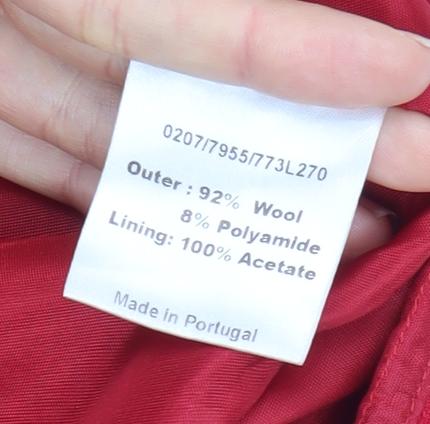 0207/7955/773L270
Outer : 92% Wool
8% Polyamide
Lining: 100% Acetate
Made in Portugal